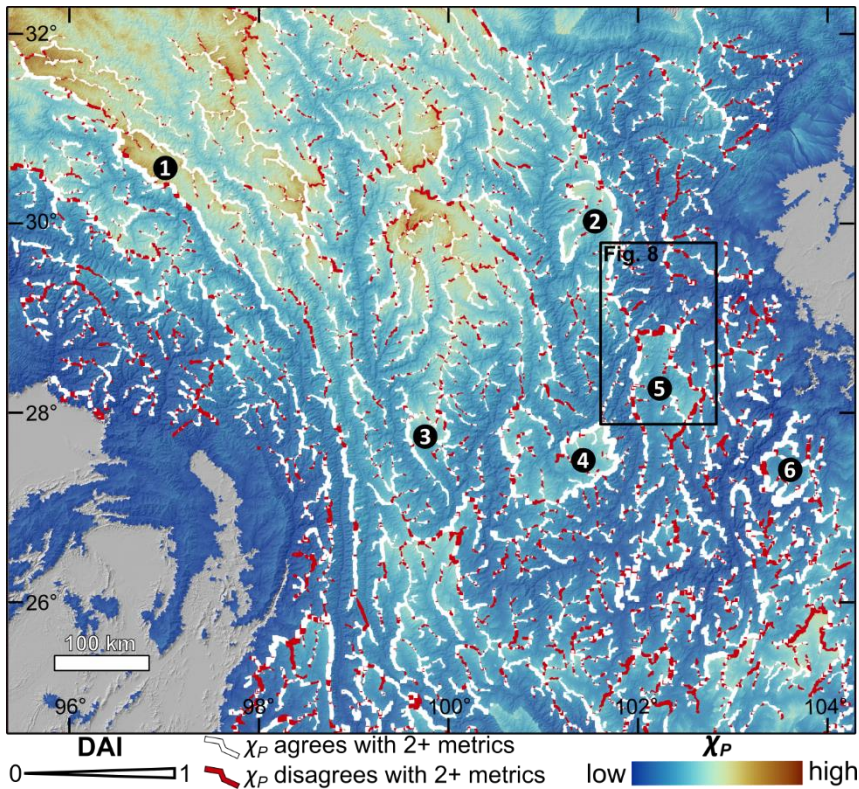 32°
30°
28°
26°
96°
98°
100°
102°
104°
1
2
3
4
5
6
Fig. 8
100 km
DAI
0 1
χP agrees with 2+ metrics
χP disagrees with 2+ metrics
χP
low high